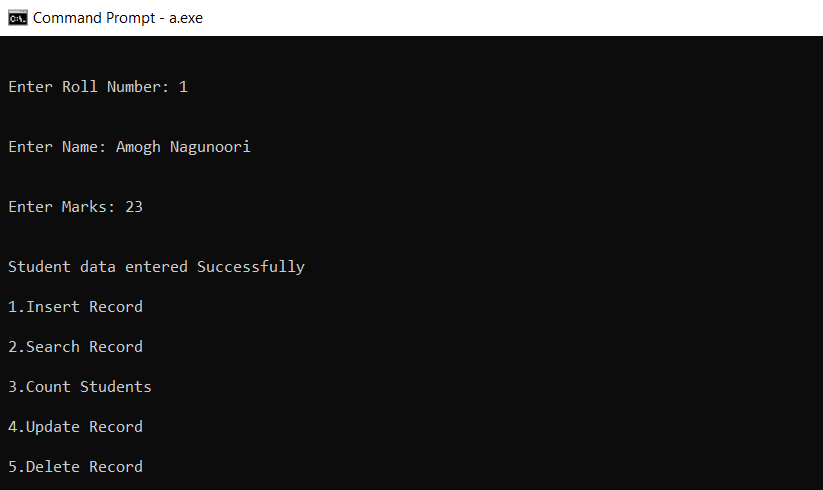 Command Prompt - a.exe
Enter Roll Number: 1
Enter Name: Amogh Nagunoori
Enter Marks: 23
Student data entered Successfully
1.Insert Record
2.Search Record
3.Count Students
4.Update Record
5.Delete Record